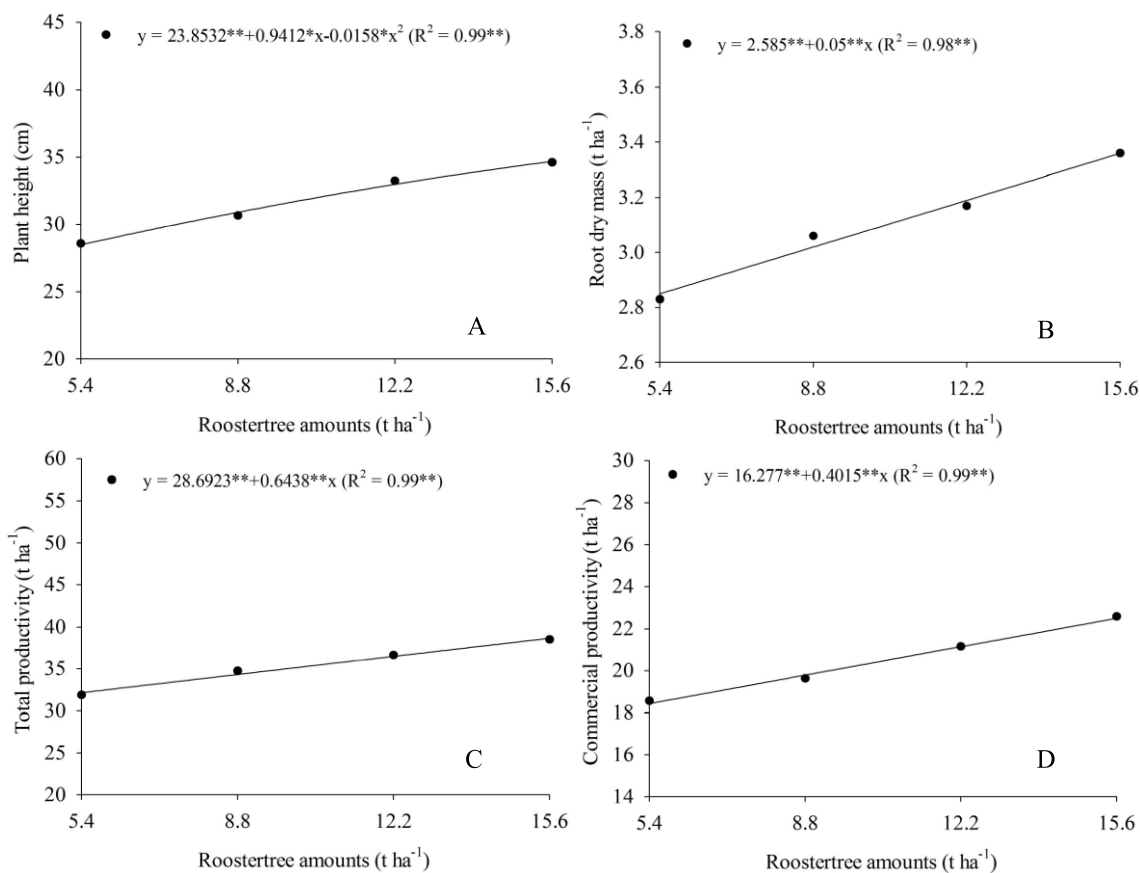 y = 23.8532**+0.9412*x-0.0158*x² (R² = 0.99**)
Plant height (cm)
45
40
35
30
25
20
A
5.4 8.8 12.2 15.6
Roostertree amounts (t ha⁻¹)
y = 2.585**+0.05**x (R² = 0.98**)
Root dry mass (t ha⁻¹)
3.8
3.4
3.2
3.0
2.8
2.6
B
5.4 8.8 12.2 15.6
Roostertree amounts (t ha⁻¹)
y = 28.6923**+0.6438**x (R² = 0.99**)
Total productivity (t ha⁻¹)
60
55
50
45
40
35
30
25
20
C
5.4 8.8 12.2 15.6
Roostertree amounts (t ha⁻¹)
y = 16.277**+0.4015**x (R² = 0.99**)
Commercial productivity (t ha⁻¹)
30
28
26
24
22
20
18
16
14
D
5.4 8.8 12.2 15.6
Roostertree amounts (t ha⁻¹)